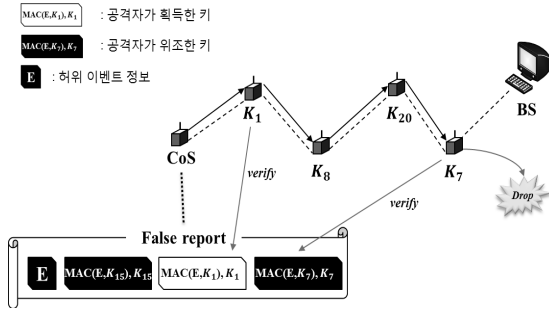 MAC(E,K₁),K₁ : 공격자가 획득한 키
MAC(E,K₇),K₇ : 공격자가 위조한 키
E : 허위 이벤트 정보
BS
K₁
K₂₀
CoS
K₈
K₇
verify
verify
Drop
False report
E MAC(E,K₁₅),K₁₅ MAC(E,K₁),K₁ MAC(E,K₇),K₇